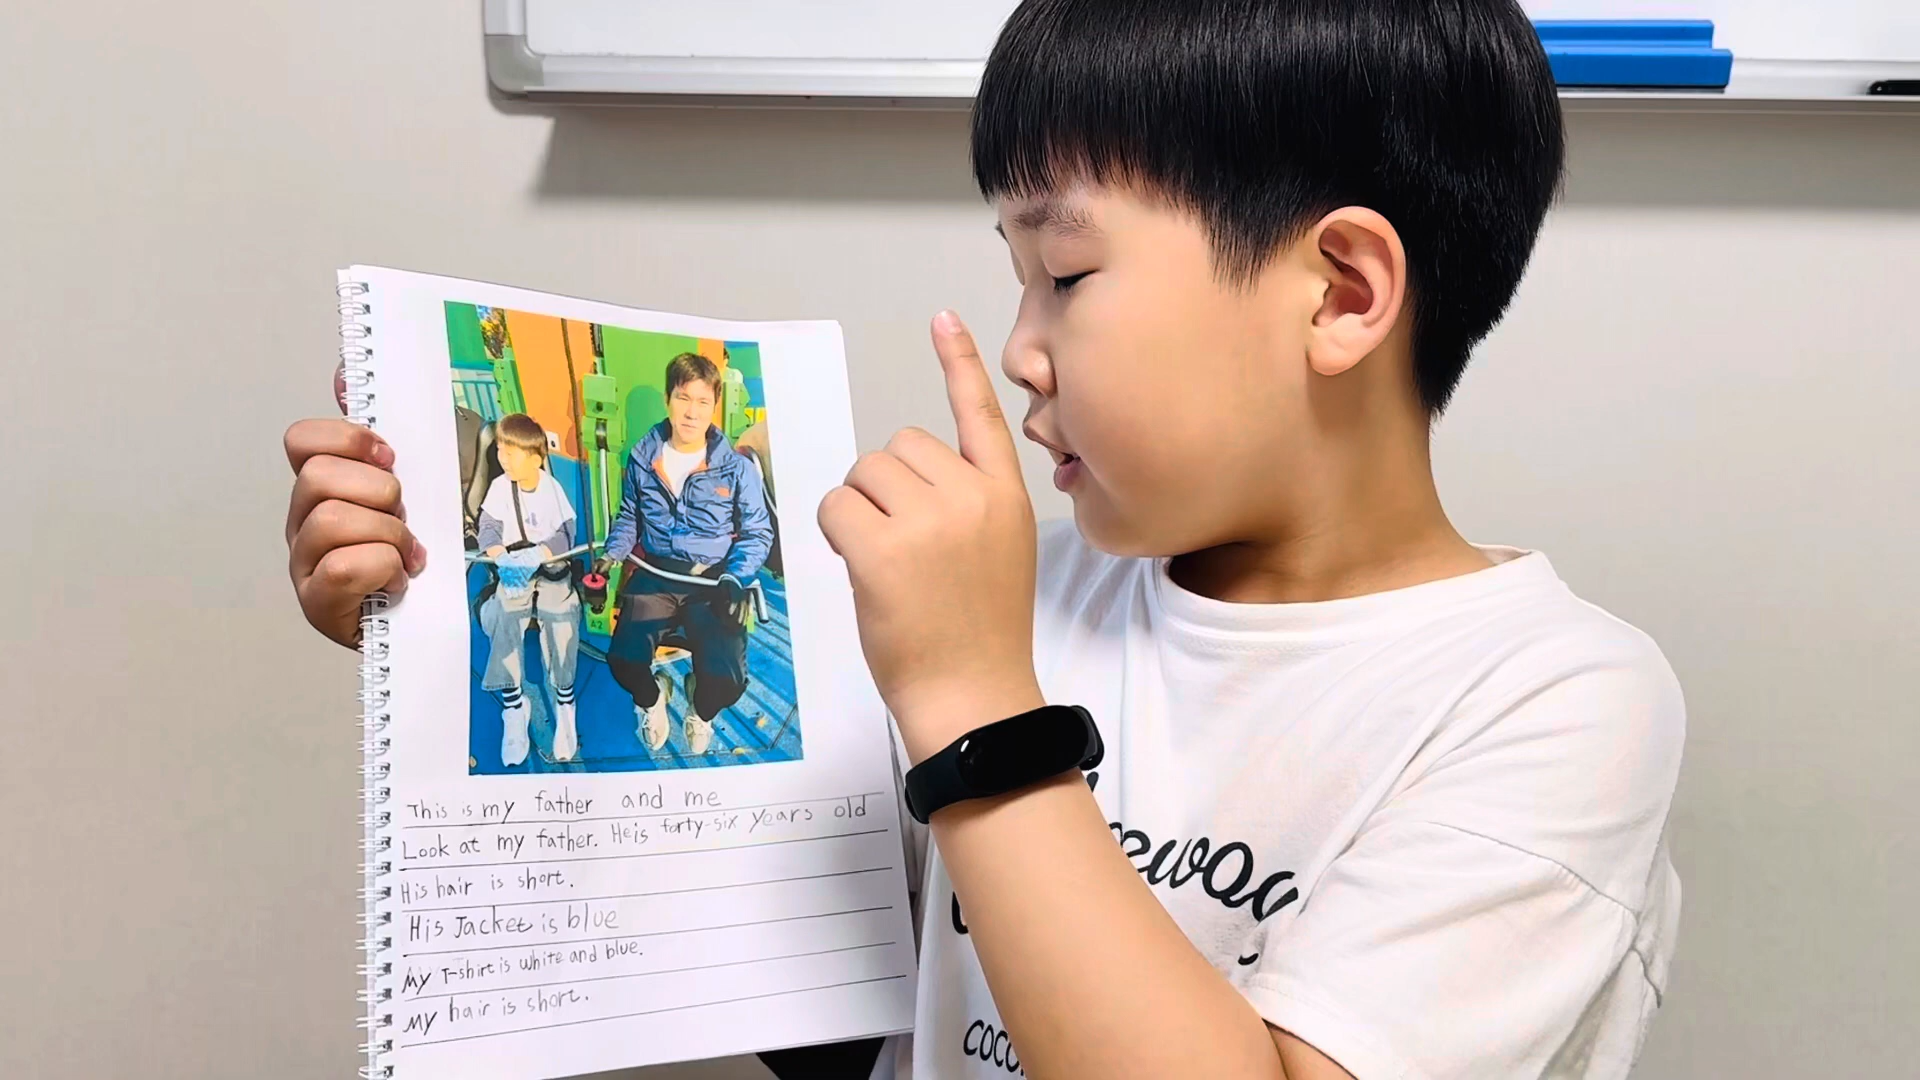 This is my father and me
Look at my father. He is forty-six years old
His hair is short.
His Jacket is blue
My T-shirt is white and blue.
My hair is short.
A2